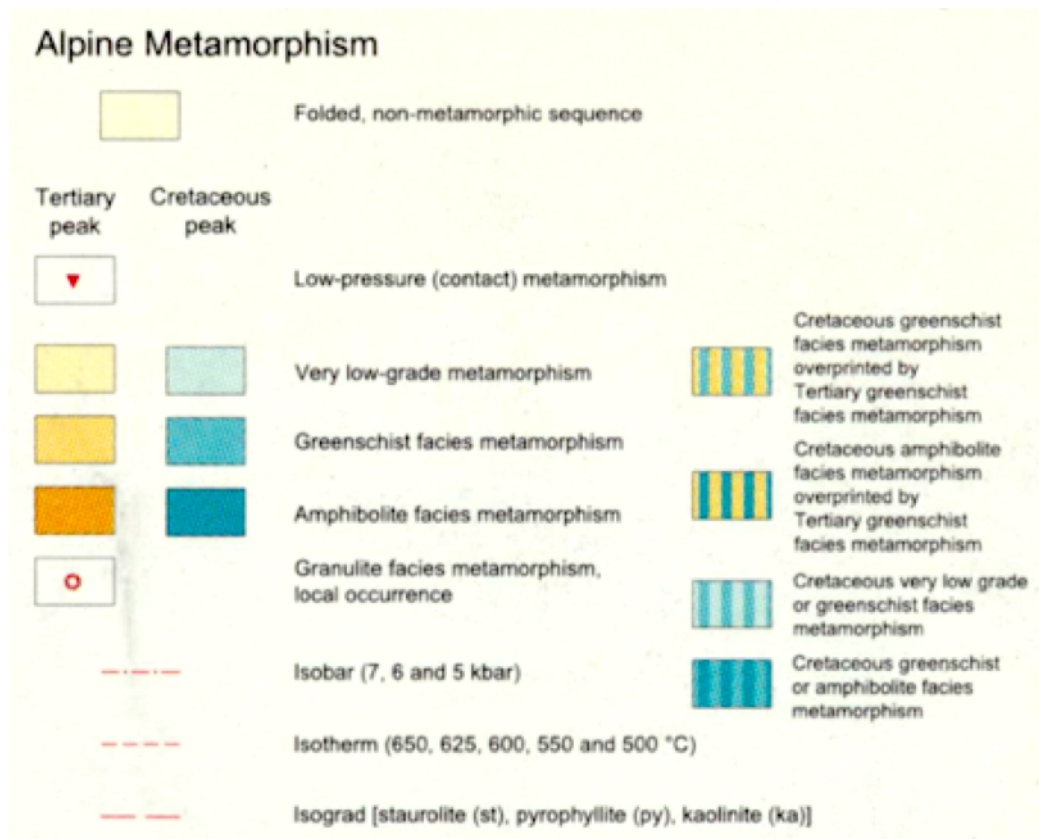 Alpine Metamorphism
Folded, non-metamorphic sequence
Tertiary
peak
Cretaceous
peak
Low-pressure (contact) metamorphism
Very low-grade metamorphism
Greenschist facies metamorphism
Amphibolite facies metamorphism
Granulite facies metamorphism,
local occurrence
Isobar (7, 6 and 5 kbar)
Isotherm (650, 625, 600, 550 and 500 °C)
Isograd [staurolite (st), pyrophyllite (py), kaolinite (ka)]
Cretaceous greenschist
facies metamorphism
overprinted by
Tertiary greenschist
facies metamorphism
Cretaceous amphibolite
facies metamorphism
overprinted by
Tertiary greenschist
facies metamorphism
Cretaceous very low grade
or greenschist facies
metamorphism
Cretaceous greenschist
or amphibolite facies
metamorphism